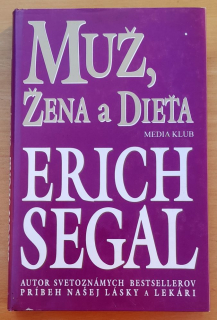 MUŽ,
ŽENA a DIEŤA
MEDIA KLUB
ERICH
SEGAL
AUTOR SVETOZNÁMYCH BESTSELLEROV
PRÍBEH NAŠEJ LÁSKY A LEKÁRI